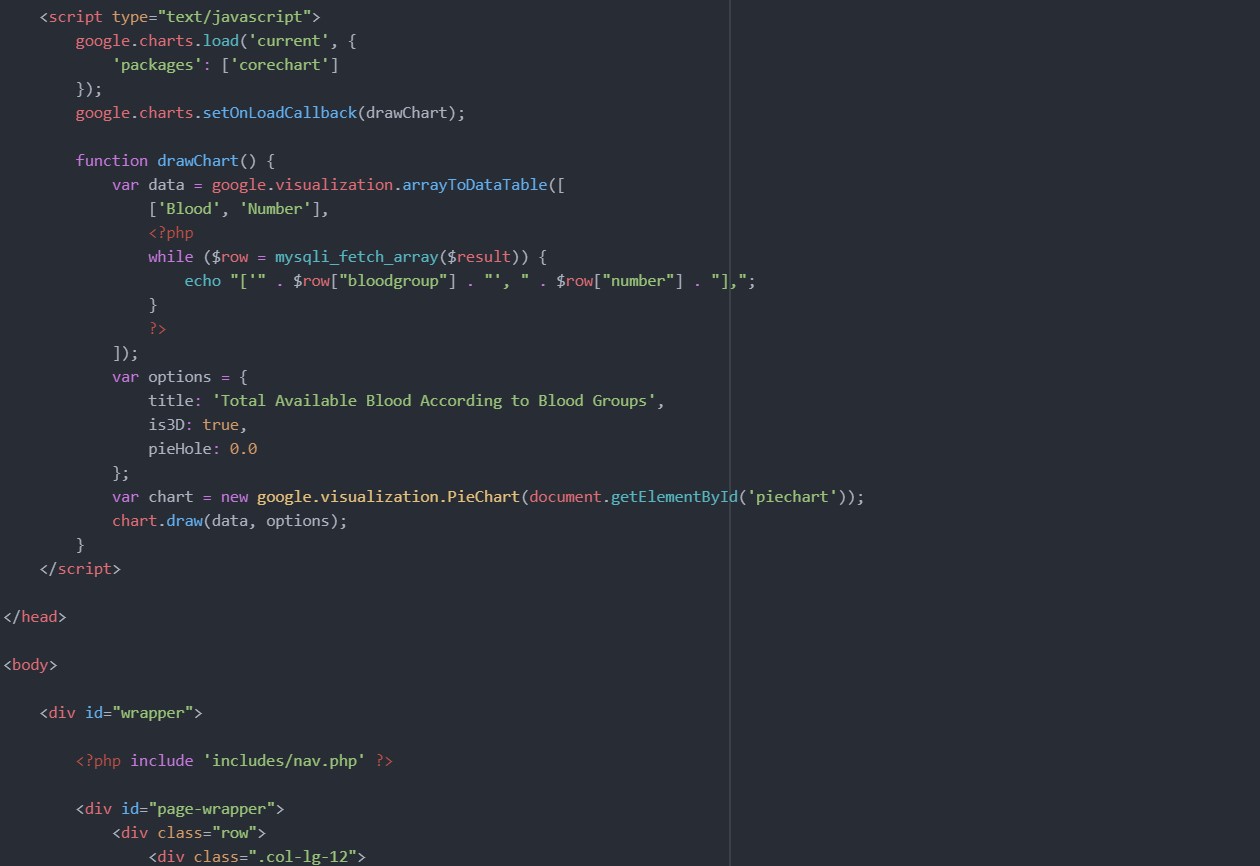 <script type="text/javascript">
google.charts.load('current', {
'packages': ['corechart']
});
google.charts.setOnLoadCallback(drawChart);
function drawChart() {
var data = google.visualization.arrayToDataTable([
['Blood', 'Number'],
<?php
while ($row = mysqli_fetch_array($result)) {
echo "['" . $row["bloodgroup"] . "', " . $row["number"] . "],";
}
?>
]);
var options = {
title: 'Total Available Blood According to Blood Groups',
is3D: true,
pieHole: 0.0
};
var chart = new google.visualization.PieChart(document.getElementById('piechart'));
chart.draw(data, options);
}
</script>
</head>
<body>
<div id="wrapper">
<?php include 'includes/nav.php' ?>
<div id="page-wrapper">
<div class="row">
<div class=".col-lg-12">